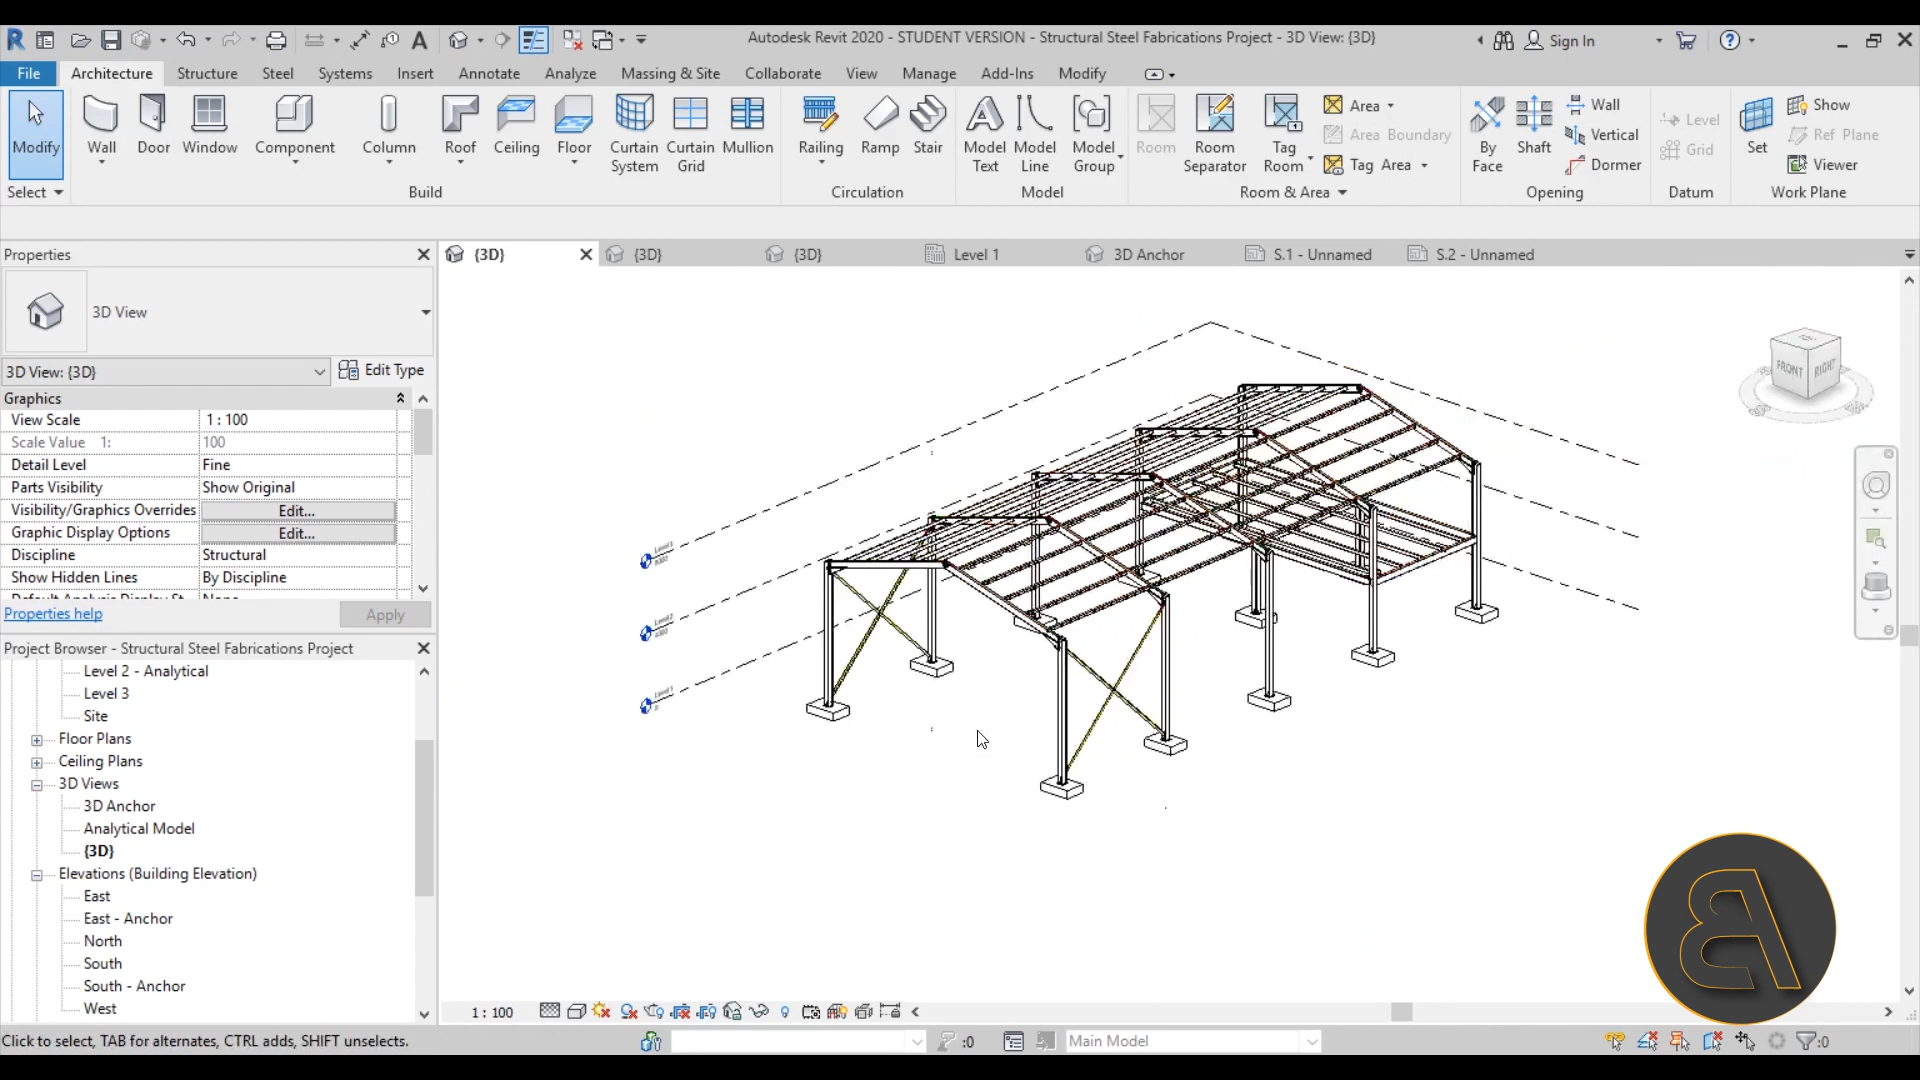 Autodesk Revit 2020 - STUDENT VERSION - Structural Steel Fabrications Project - 3D View: {3D}
Sign In
File Architecture Structure Steel Systems Insert Annotate Analyze Massing & Site Collaborate View Manage Add-Ins Modify
Modify
Wall
Door
Window
Component
Column
Roof
Ceiling
Floor
Curtain System
Curtain Grid
Mullion
Railing
Ramp
Stair
Model Text
Model Line
Model Group
Room
Room Separator
Tag Room
Area
Area Boundary
Tag Area
By Face
Shaft
Wall
Vertical
Dormer
Level
Grid
Set
Show
Ref Plane
Viewer
Select
Build
Circulation
Model
Room & Area
Opening
Datum
Work Plane
Properties
3D View
3D View: {3D}
Edit Type
Graphics
View Scale 1 : 100
Scale Value 1: 100
Detail Level Fine
Parts Visibility Show Original
Visibility/Graphics Overrides Edit...
Graphic Display Options Edit...
Discipline Structural
Show Hidden Lines By Discipline
Properties help
Apply
Project Browser - Structural Steel Fabrications Project
Level 2 - Analytical
Level 3
Site
Floor Plans
Ceiling Plans
3D Views
3D Anchor
Analytical Model
{3D}
Elevations (Building Elevation)
East
East - Anchor
North
South
South - Anchor
West
{3D}
{3D}
{3D}
Level 1
3D Anchor
S.1 - Unnamed
S.2 - Unnamed
FRONT
RIGHT
1 : 100
Click to select, TAB for alternates, CTRL adds, SHIFT unselects.
:0
Main Model
:0